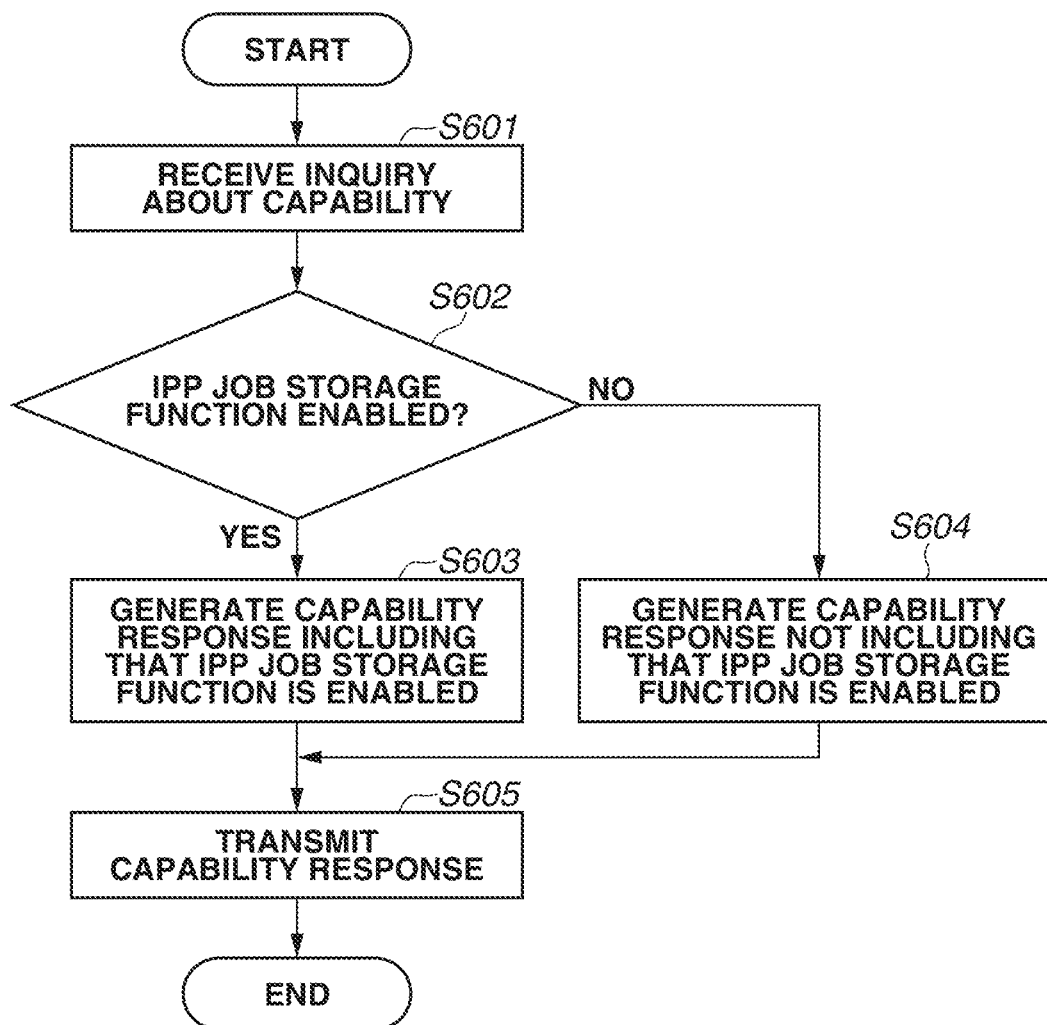 START
S601
RECEIVE INQUIRY
ABOUT CAPABILITY
S602
IPP JOB STORAGE
FUNCTION ENABLED?
NO
YES
S603
GENERATE CAPABILITY
RESPONSE INCLUDING
THAT IPP JOB STORAGE
FUNCTION IS ENABLED
S604
GENERATE CAPABILITY
RESPONSE NOT INCLUDING
THAT IPP JOB STORAGE
FUNCTION IS ENABLED
S605
TRANSMIT
CAPABILITY RESPONSE
END